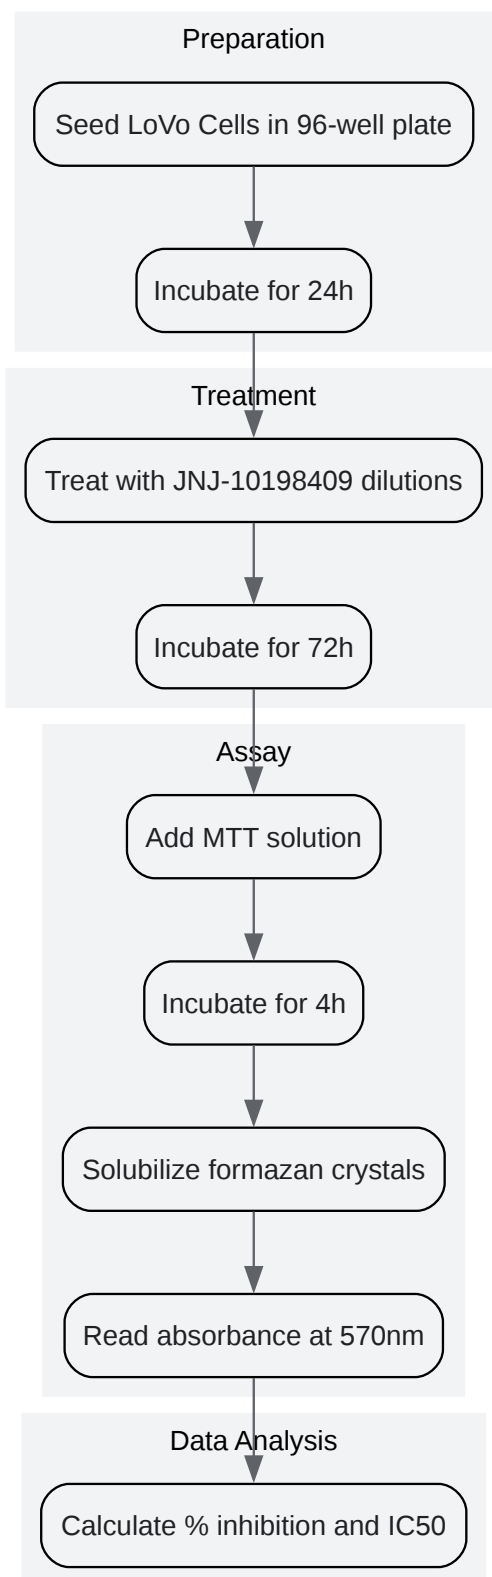 Preparation
Seed LoVo Cells in 96-well plate
Incubate for 24h
Treatment
Treat with JNJ-10198409 dilutions
Incubate for 72h
Assay
Add MTT solution
Incubate for 4h
Solubilize formazan crystals
Read absorbance at 570nm
Data Analysis
Calculate % inhibition and IC50